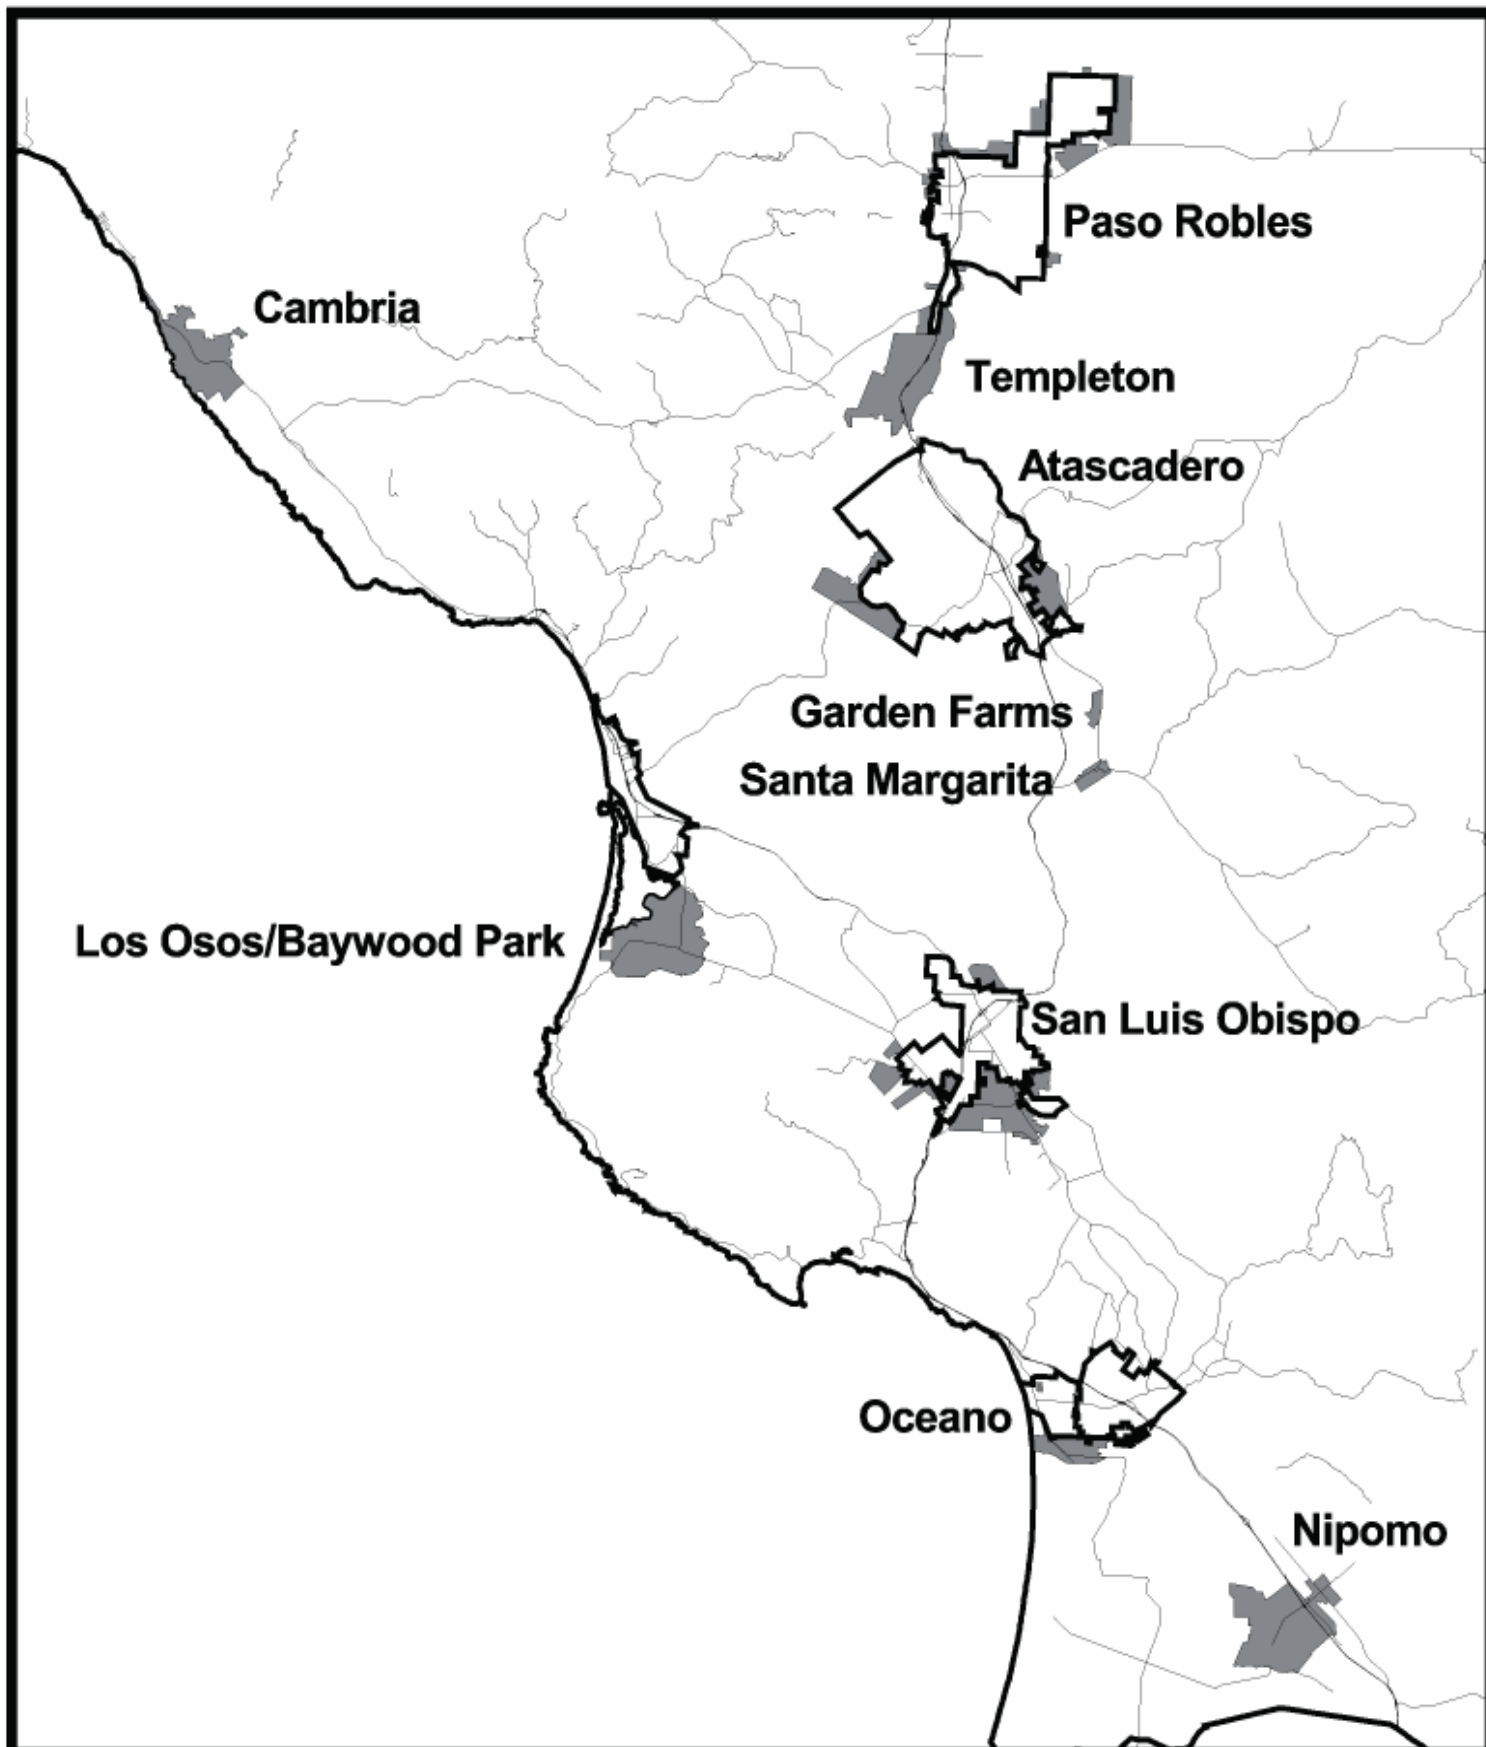 Paso Robles
Cambria
Templeton
Atascadero
Garden Farms
Santa Margarita
Los Osos/Baywood Park
San Luis Obispo
Oceano
Nipomo